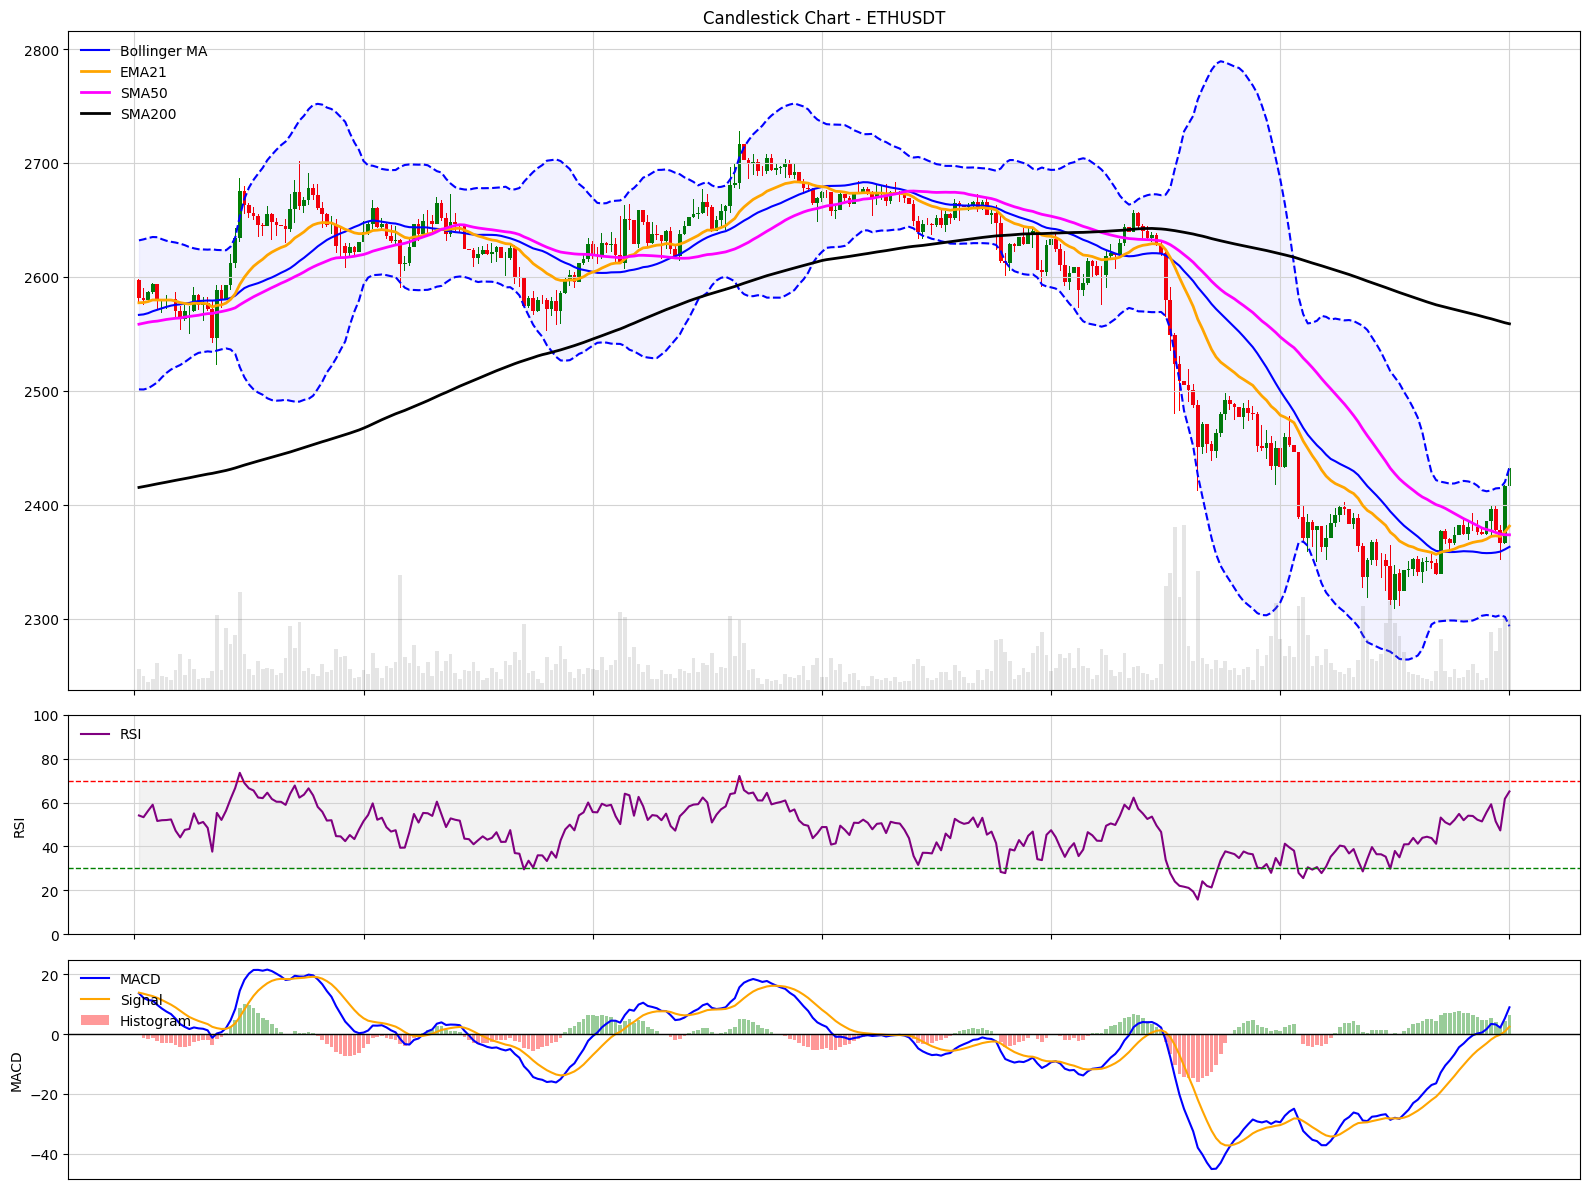 Candlestick Chart - ETHUSDT
2800
2700
2600
2500
2400
2300
Bollinger MA
EMA21
SMA50
SMA200
100
80
60
40
20
0
RSI
RSI
20
0
−20
−40
MACD
MACD
Signal
Histogram